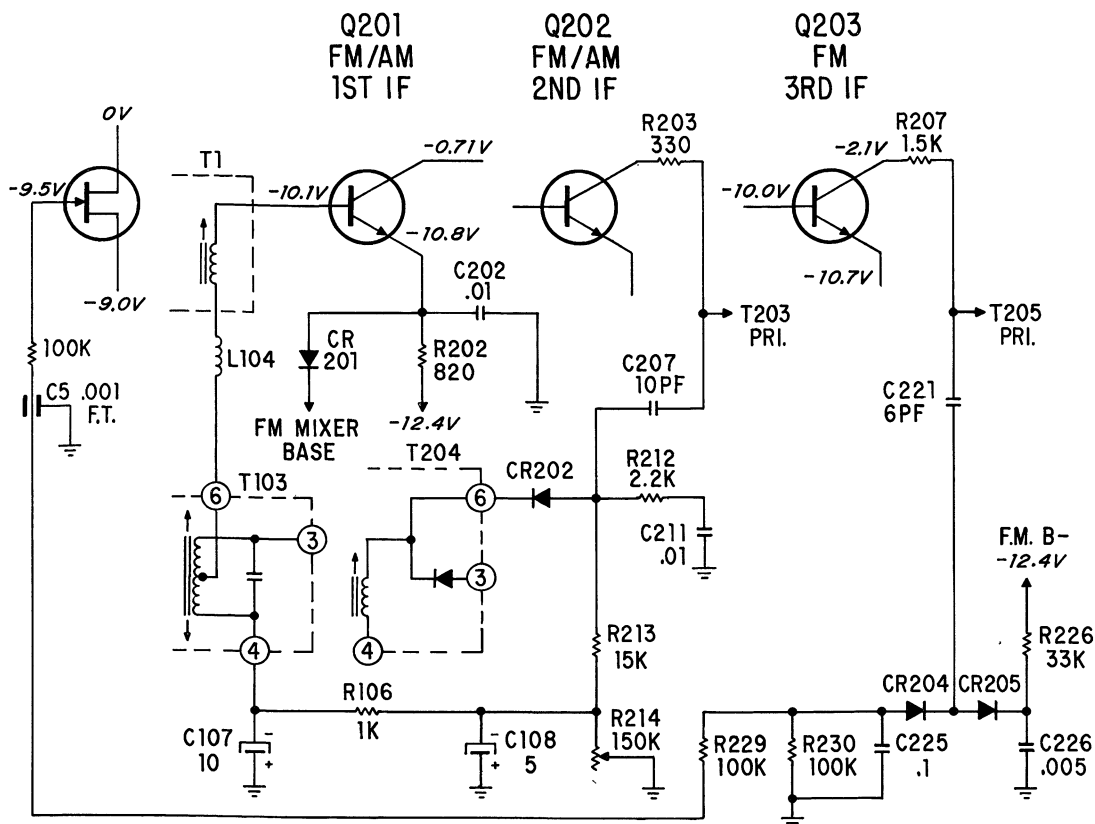 Q201
FM/AM
1ST IF
Q202
FM/AM
2ND IF
Q203
FM
3RD IF
0V
-9.5V
-9.0V
100K
C5 .001
F.T.
T1
-10.1V
-0.71V
-10.8V
C202
.01
L104
CR
201
R202
820
FM MIXER
BASE
-12.4V
R203
330
T203
PRI.
C207
10PF
-2.1V
R207
1.5K
-10.0V
-10.7V
T205
PRI.
C221
6PF
6
T103
3
4
T204
6
3
4
CR202
R212
2.2K
C211
.01
F.M. B-
-12.4V
R213
15K
R226
33K
CR204
CR205
R106
1K
C107
10
-
+
-
+
C108
5
R214
150K
R229
100K
R230
100K
C225
.1
C226
.005